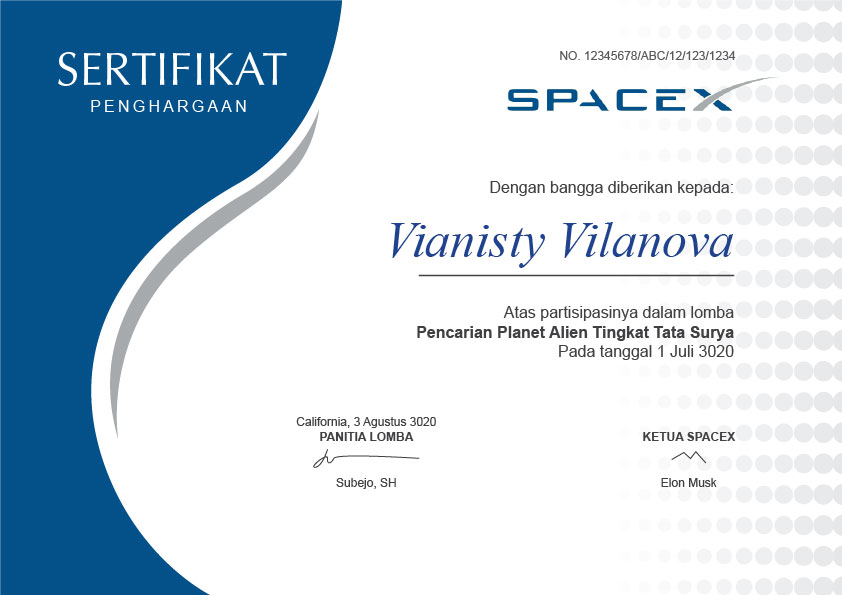 SERTIFIKAT
PENGHARGAAN
NO. 12345678/ABC/12/123/1234
SPACEX
Dengan bangga diberikan kepada:
Vianisty Vilanova
Atas partisipasinya dalam lomba
Pencarian Planet Alien Tingkat Tata Surya
Pada tanggal 1 Juli 3020
California, 3 Agustus 3020
PANITIA LOMBA
Subejo, SH
KETUA SPACEX
Elon Musk